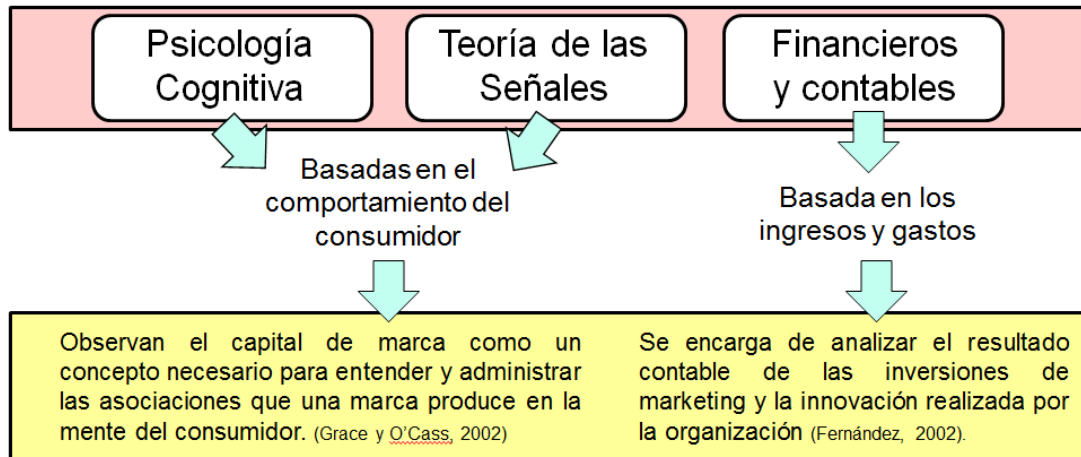 Psicología
Cognitiva
Teoría de las
Señales
Financieros
y contables
Basadas en el
comportamiento del
consumidor
Basada en los
ingresos y gastos
Observan el capital de marca como un
concepto necesario para entender y administrar
las asociaciones que una marca produce en la
mente del consumidor. (Grace y O’Cass, 2002)
Se encarga de analizar el resultado
contable de las inversiones de
marketing y la innovación realizada por
la organización (Fernández, 2002).